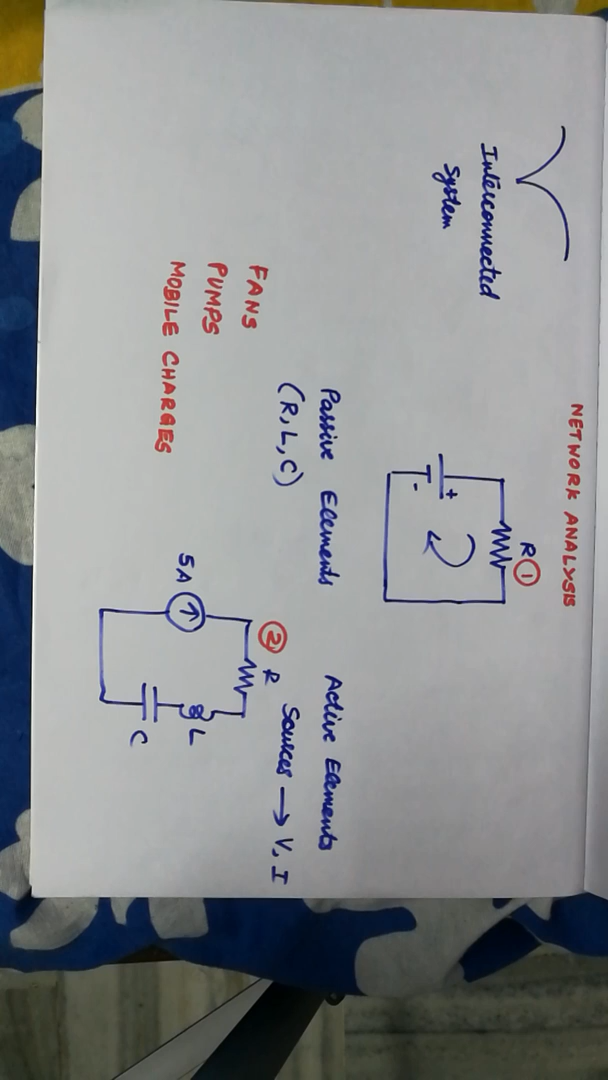 NETWORK ANALYSIS
Interconnected
System
R ①
+
-
Passive Elements
(R, L, C)
Active Elements
Sources → V, I
FANS
PUMPS
MOBILE CHARGES
②
R
5A
L
C